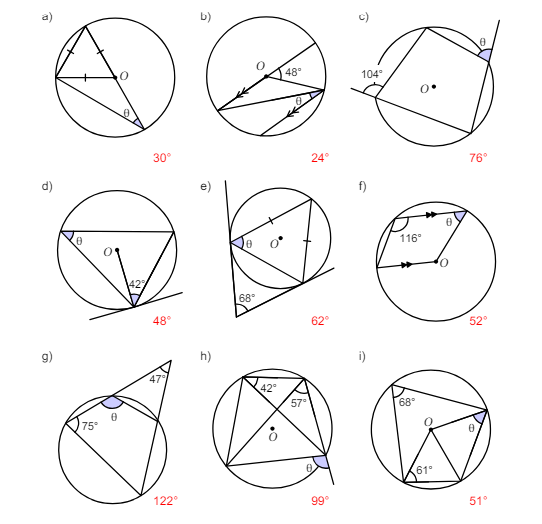 a) b) c)
O θ O 48° θ 104° O θ
30° 24° 76°
d) e) f)
θ O 42° θ O 68° 116° θ O
48° 62° 52°
g) h) i)
47° θ 75° 42° 57° O θ 68° O θ 61°
122° 99° 51°